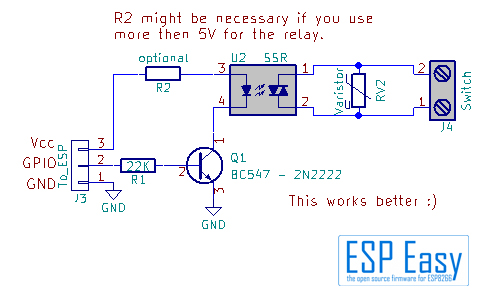 R2 might be necessary if you use
more then 5V for the relay.
optional
R2
U2 SSR
3
4
1
2
Varistor
RV2
2
1
Switch
J4
Vcc
GPIO
GND
To_ESP
3
2
1
J3
22K
R1
GND
2
1
3
Q1
BC547 - 2N2222
GND
This works better :)
ESP Easy
the open source firmware for ESP8266